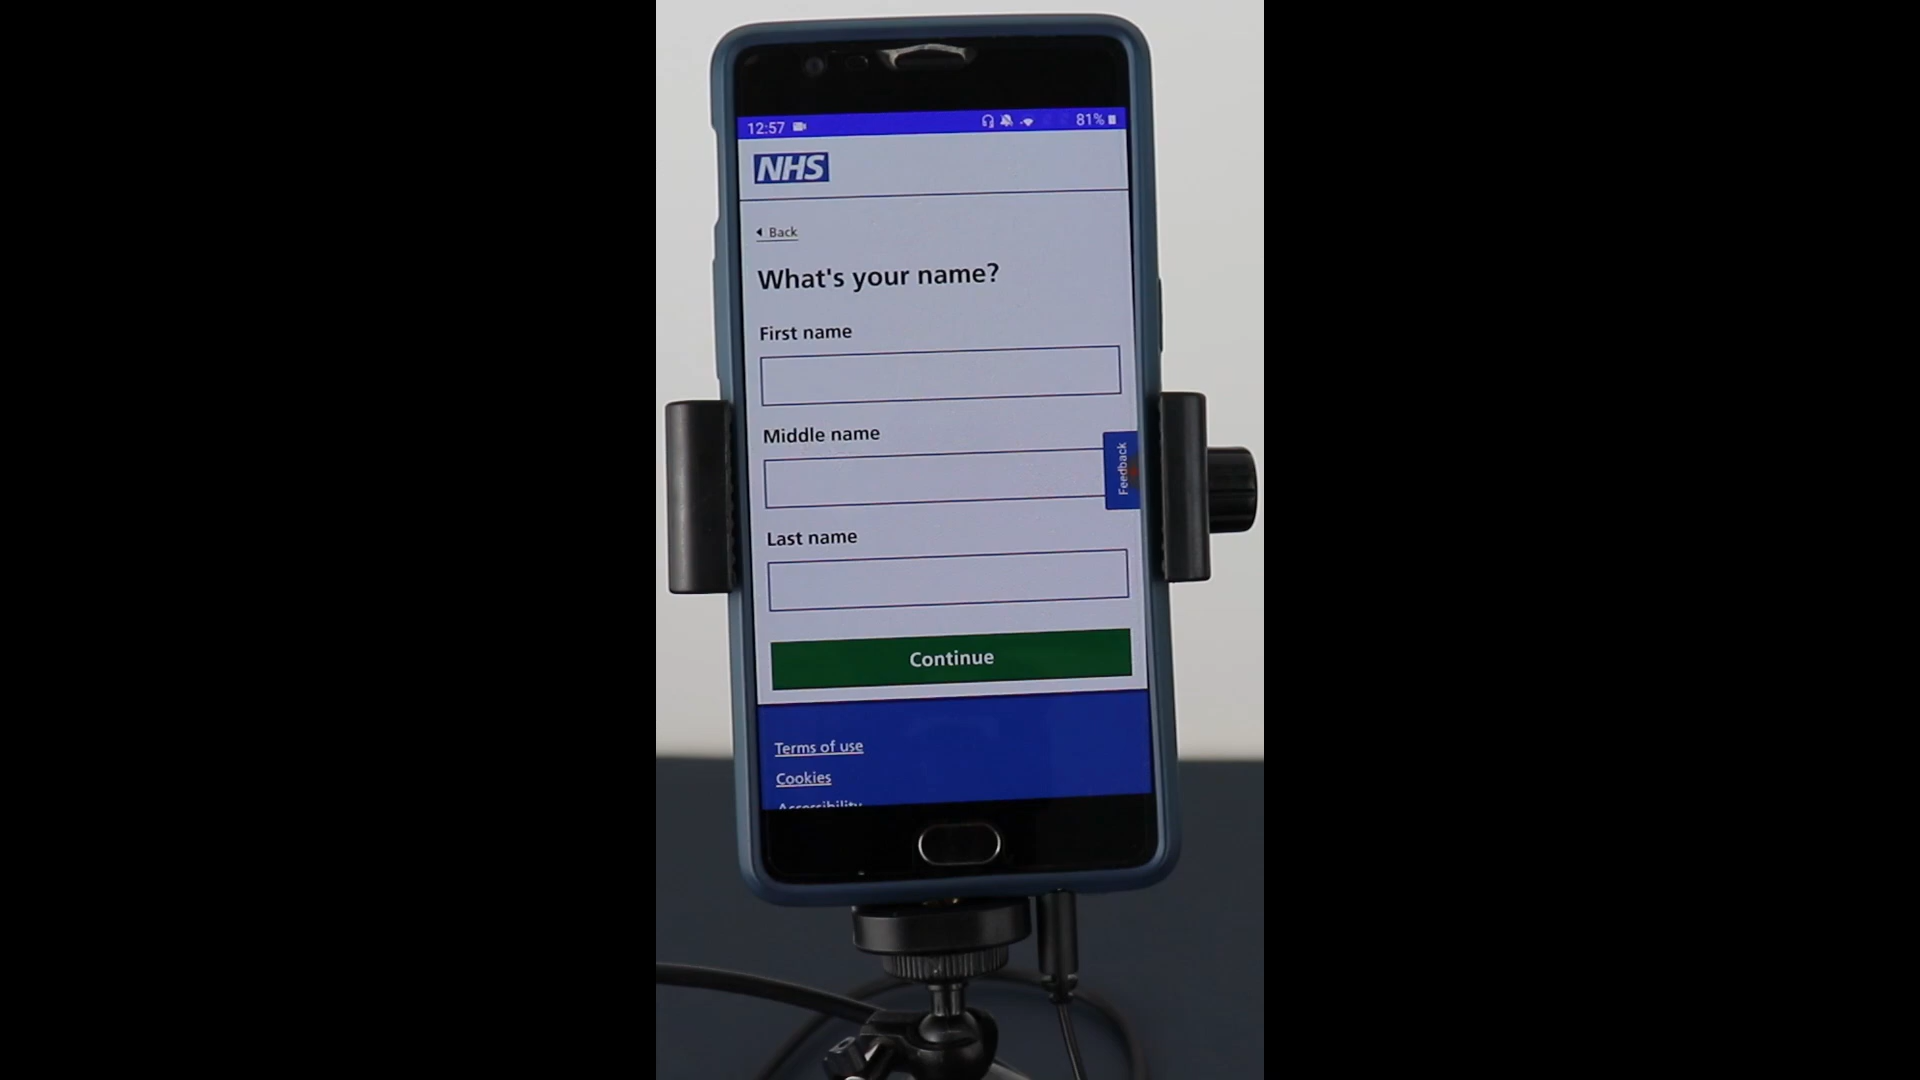 12:57 81%
NHS
Back
What's your name?
First name
Middle name
Feedback
Last name
Continue
Terms of use
Cookies
Accessibility